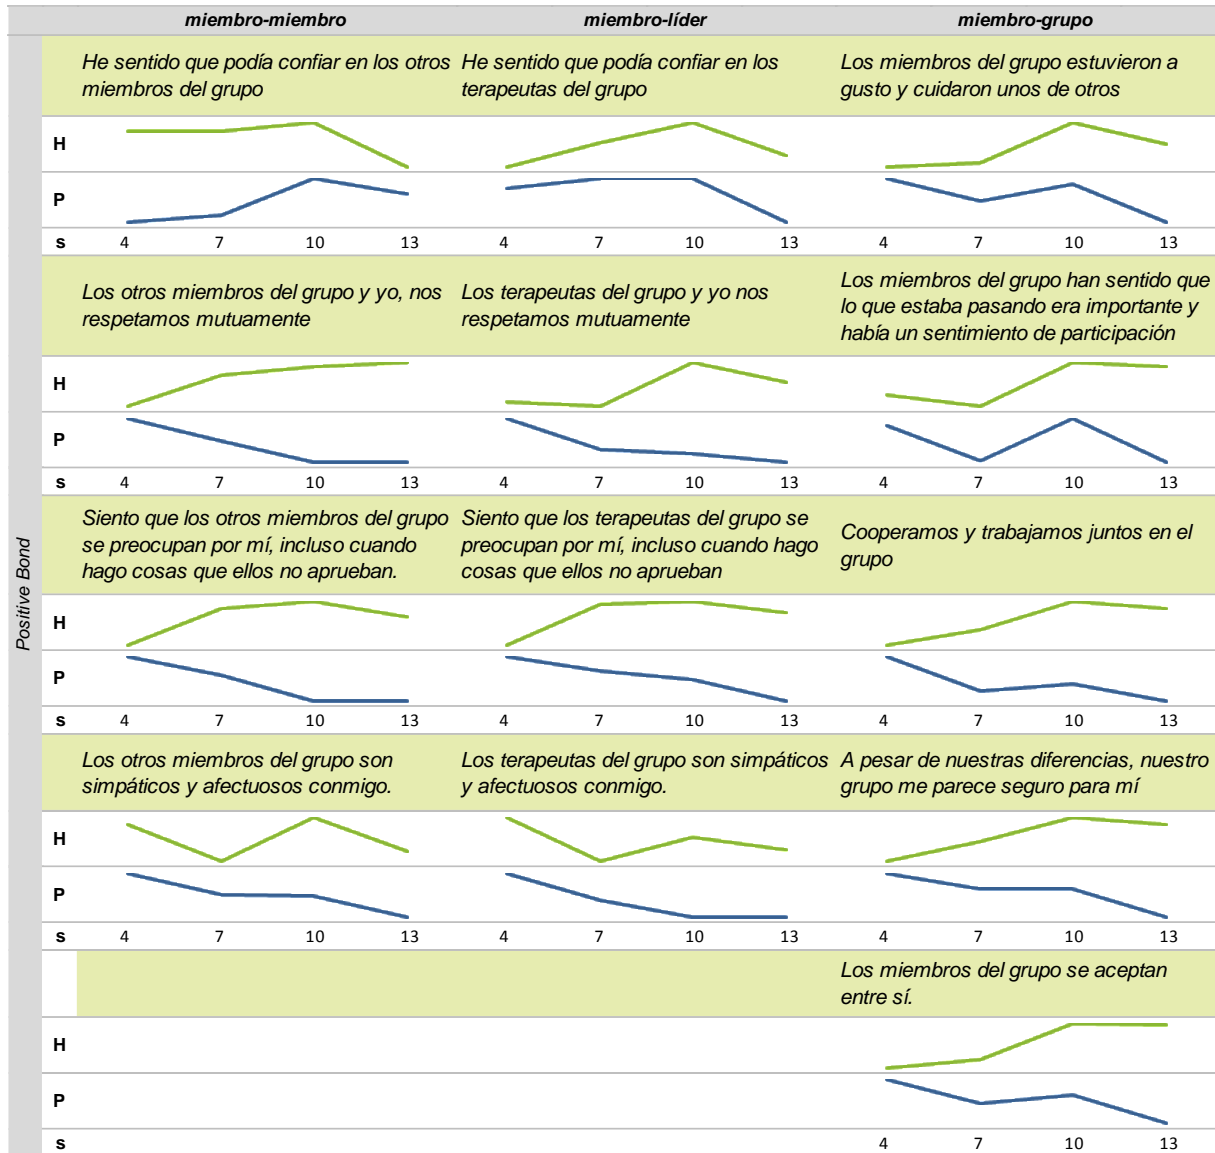 miembro-miembro miembro-líder miembro-grupo
Positive Bond
He sentido que podía confiar en los otros
miembros del grupo
He sentido que podía confiar en los
terapeutas del grupo
Los miembros del grupo estuvieron a
gusto y cuidaron unos de otros
H
P
s 4 7 10 13 4 7 10 13 4 7 10 13
Los otros miembros del grupo y yo, nos
respetamos mutuamente
Los terapeutas del grupo y yo nos
respetamos mutuamente
Los miembros del grupo han sentido que
lo que estaba pasando era importante y
había un sentimiento de participación
H
P
s 4 7 10 13 4 7 10 13 4 7 10 13
Siento que los otros miembros del grupo
se preocupan por mí, incluso cuando
hago cosas que ellos no aprueban.
Siento que los terapeutas del grupo se
preocupan por mí, incluso cuando hago
cosas que ellos no aprueban
Cooperamos y trabajamos juntos en el
grupo
H
P
s 4 7 10 13 4 7 10 13 4 7 10 13
Los otros miembros del grupo son
simpáticos y afectuosos conmigo.
Los terapeutas del grupo son simpáticos
y afectuosos conmigo.
A pesar de nuestras diferencias, nuestro
grupo me parece seguro para mí
H
P
s 4 7 10 13 4 7 10 13 4 7 10 13
Los miembros del grupo se aceptan
entre sí.
H
P
s 4 7 10 13